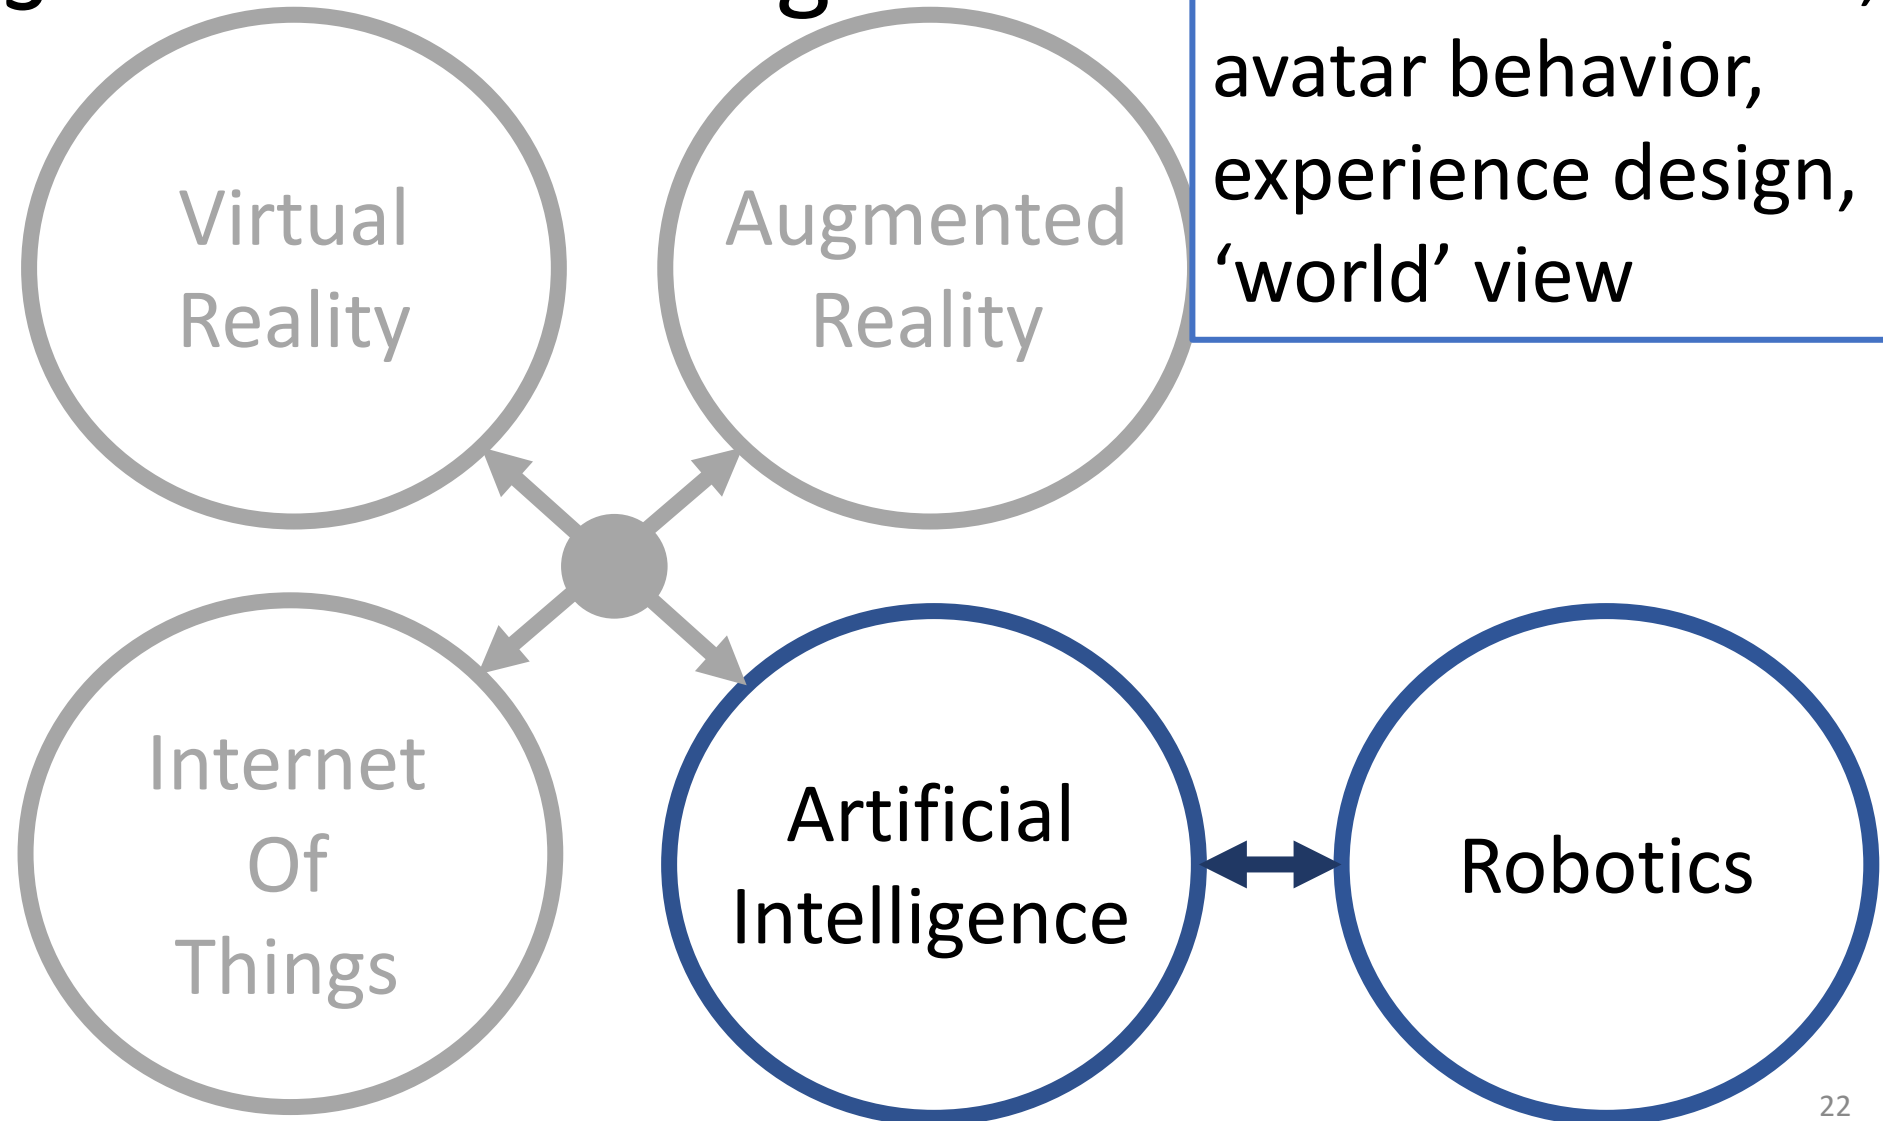 avatar behavior,
experience design,
‘world’ view
Virtual
Reality
Augmented
Reality
Internet
Of
Things
Artificial
Intelligence
Robotics
22